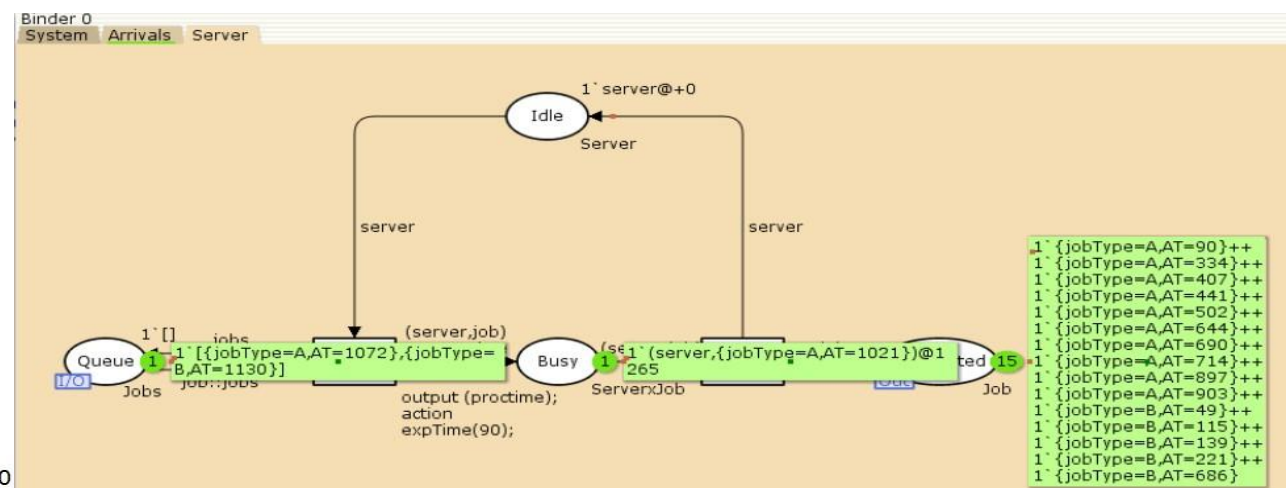 Binder 0
System Arrivals Server
1`server@+0
Idle
Server
server
server
1`{jobType=A,AT=90}++
1`{jobType=A,AT=334}++
1`{jobType=A,AT=407}++
1`{jobType=A,AT=441}++
1`{jobType=A,AT=502}++
1`{jobType=A,AT=644}++
1`{jobType=A,AT=690}++
1`{jobType=A,AT=714}++
1`{jobType=A,AT=897}++
1`{jobType=A,AT=903}++
1`{jobType=B,AT=49}++
1`{jobType=B,AT=115}++
1`{jobType=B,AT=139}++
1`{jobType=B,AT=221}++
1`{jobType=B,AT=686}
1`[]
jobs
(server,job)
Queue
1
1`[{jobType=A,AT=1072},{jobType=
B,AT=1130}]
Busy
1
1`(server,{jobType=A,AT=1021})@1
265
ted
15
I/O
Jobs
job::jobs
ServerxJob
Out
Job
output (proctime);
action
expTime(90);
0